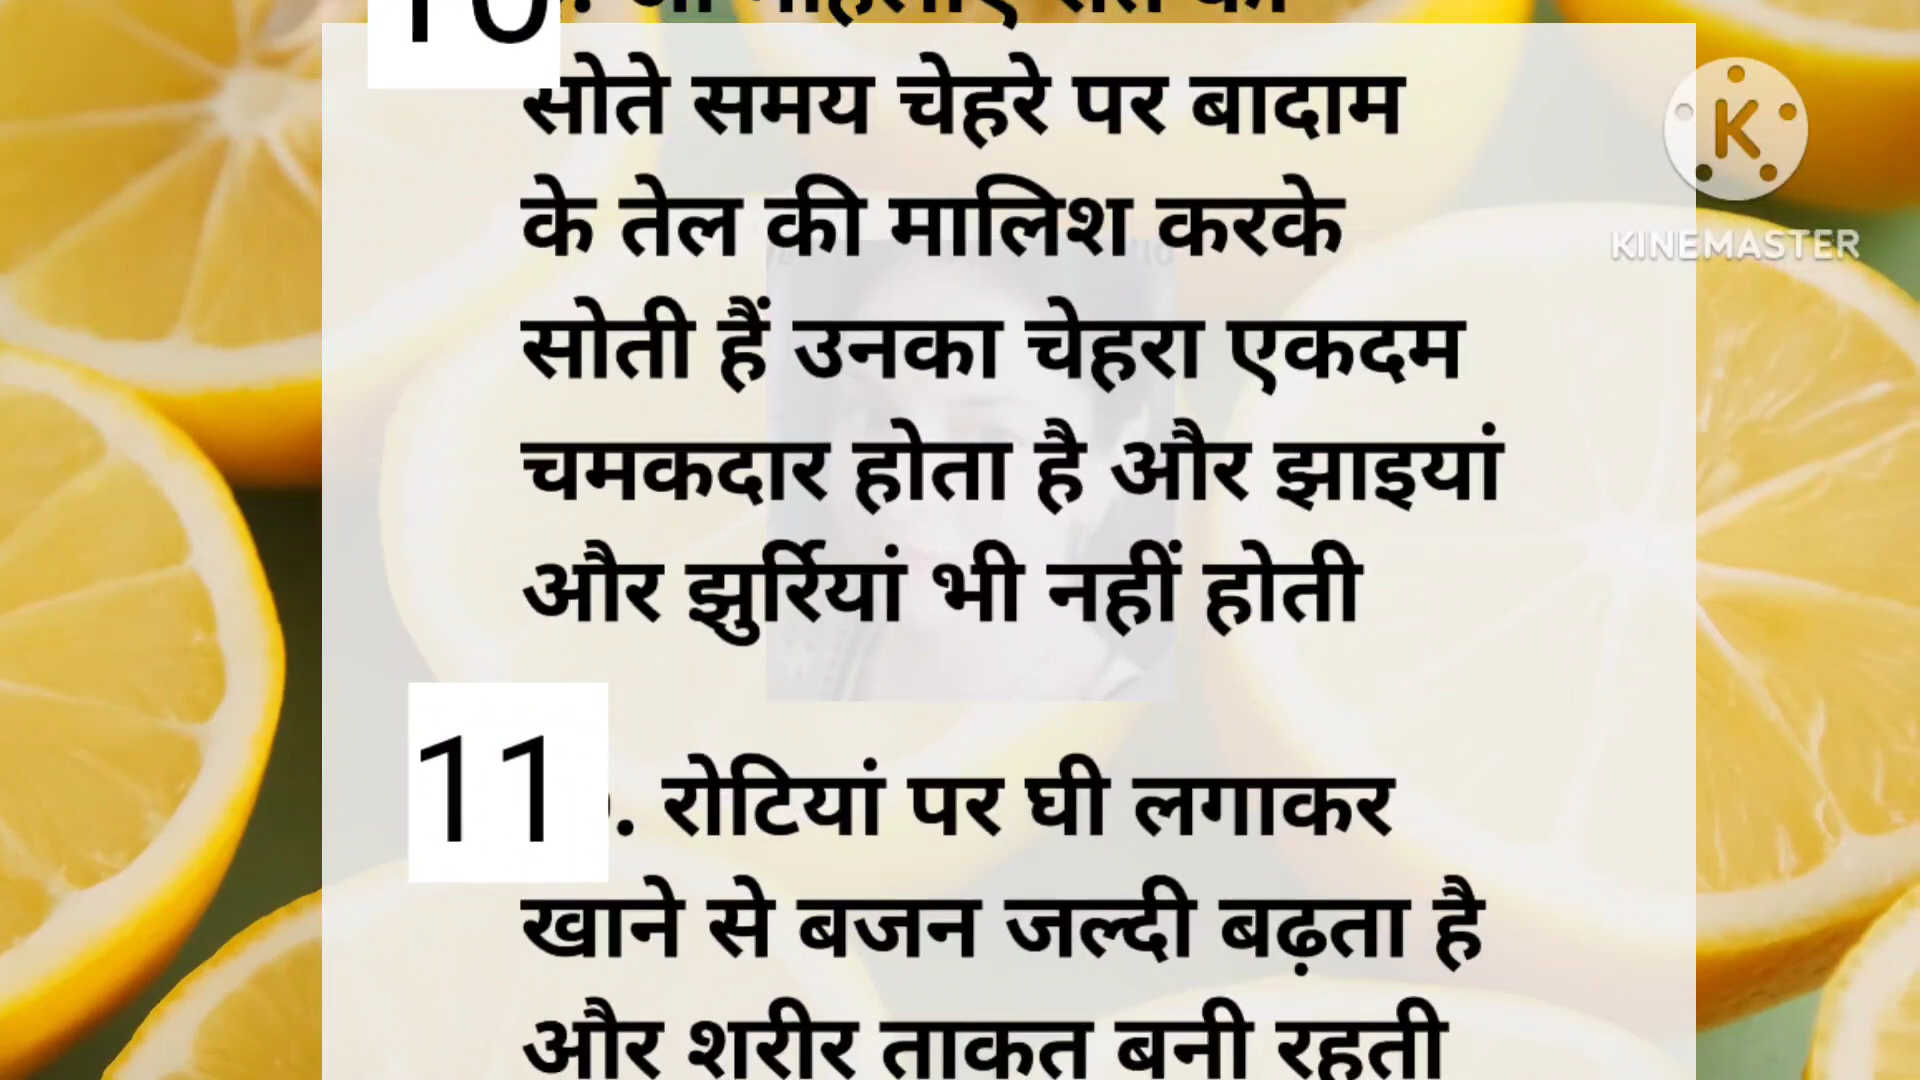 10
सोते समय चेहरे पर बादाम
के तेल की मालिश करके
सोती हैं उनका चेहरा एकदम
चमकदार होता है और झाइयां
और झुर्रियां भी नहीं होती
11 . रोटियां पर घी लगाकर
खाने से बजन जल्दी बढ़ता है
और शरीर ताकत बनी रहती
K
KINEMASTER